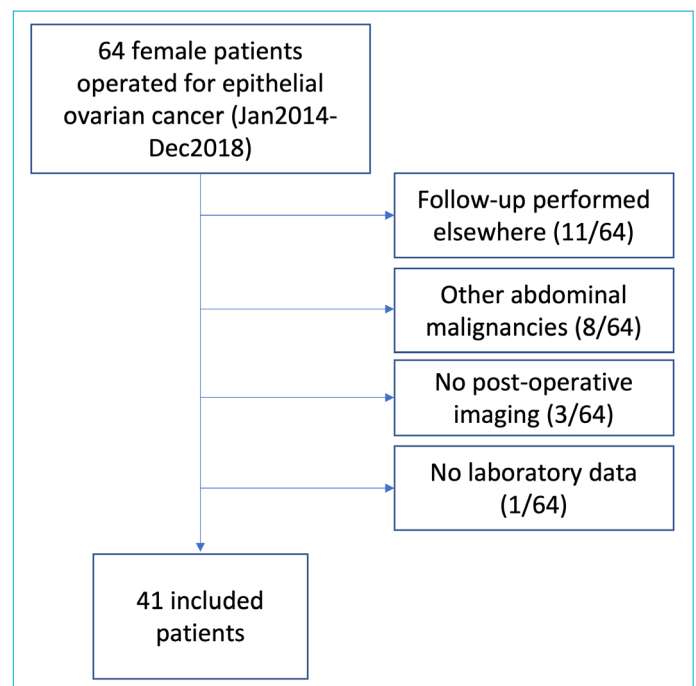 64 female patients
operated for epithelial
ovarian cancer (Jan2014-
Dec2018)
Follow-up performed
elsewhere (11/64)
Other abdominal
malignancies (8/64)
No post-operative
imaging (3/64)
No laboratory data
(1/64)
41 included
patients